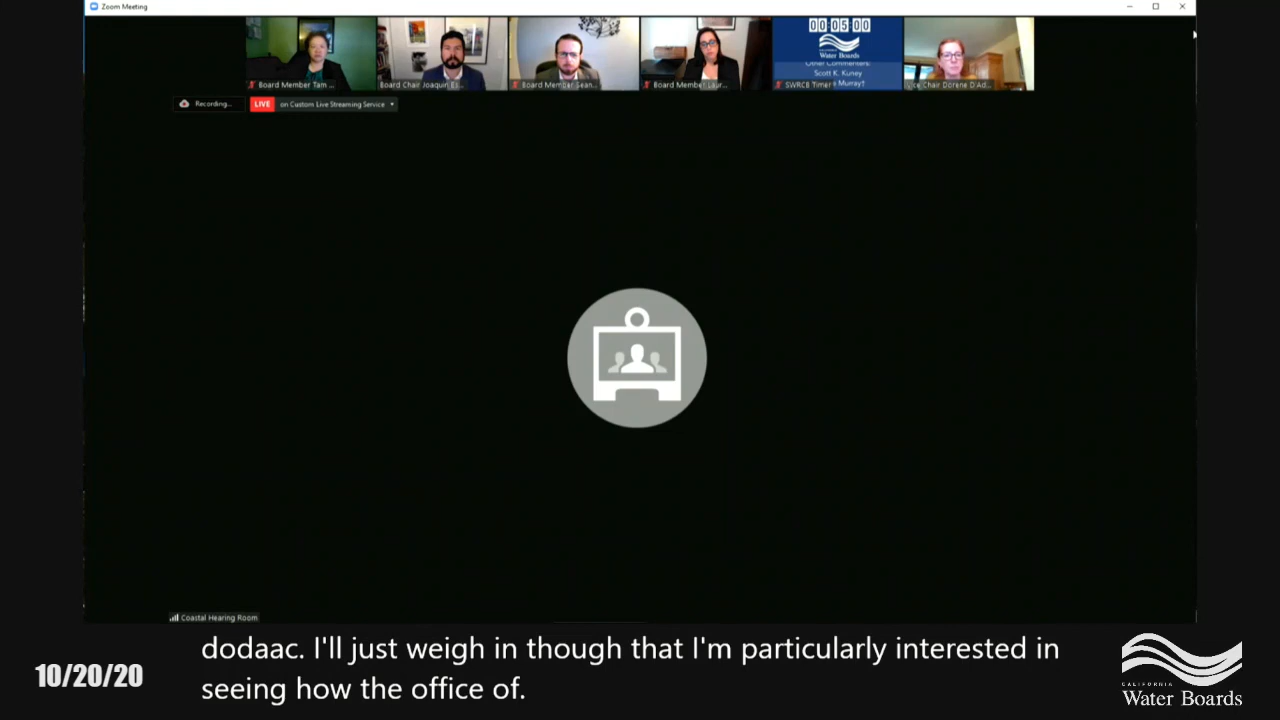 Zoom Meeting
00:05:00
CALIFORNIA
Water Boards
Other Commenters:
Scott K. Kuney
Murray†
Board Member Tam ...
Board Chair Joaquin Es...
Board Member Sean...
Board Member Laur...
SWRCB Timer
Vice Chair Dorene D'Ad...
Recording...
LIVE on Custom Live Streaming Service
Coastal Hearing Room
dodaac. I'll just weigh in though that I'm particularly interested in
seeing how the office of.
10/20/20
CALIFORNIA
Water Boards